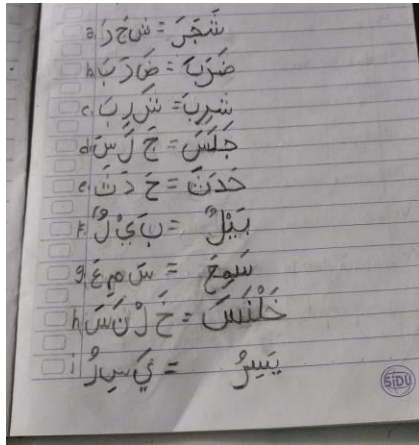 a. شَجَرَ = شَ جَ رَ
b. ضَرَبَ = ضَ رَ بَ
c. شَرِبَ = شَ رِ بَ
d. جَلَسَ = جَ لَ سَ
e. حَدَثَ = حَ دَ ثَ
f. بَيْلٌ = بَ يْ لٌ
g. سَمِعَ = سَ مِ عَ
h. خَلْنَسَ = خَ لْ نَ سَ
i. يَسِرُ = يَ سِ رُ
SIDU